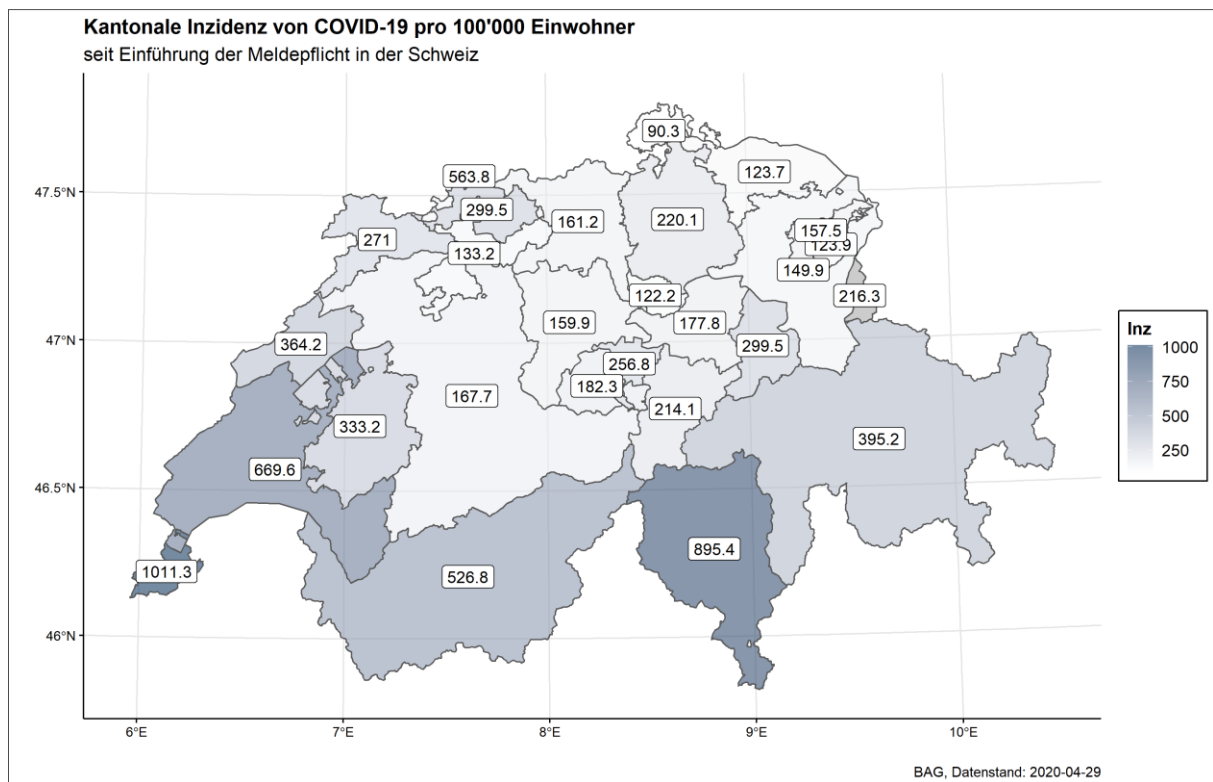 Kantonale Inzidenz von COVID-19 pro 100'000 Einwohner
seit Einführung der Meldepflicht in der Schweiz
90.3
563.8
123.7
47.5°N
299.5
161.2
220.1
157.5
271
133.2
123.9
149.9
122.2
216.3
159.9
177.8
47°N
364.2
299.5
256.8
182.3
167.7
214.1
333.2
395.2
669.6
46.5°N
1011.3
526.8
895.4
46°N
Inz
1000
750
500
250
6°E
7°E
8°E
9°E
10°E
BAG, Datenstand: 2020-04-29